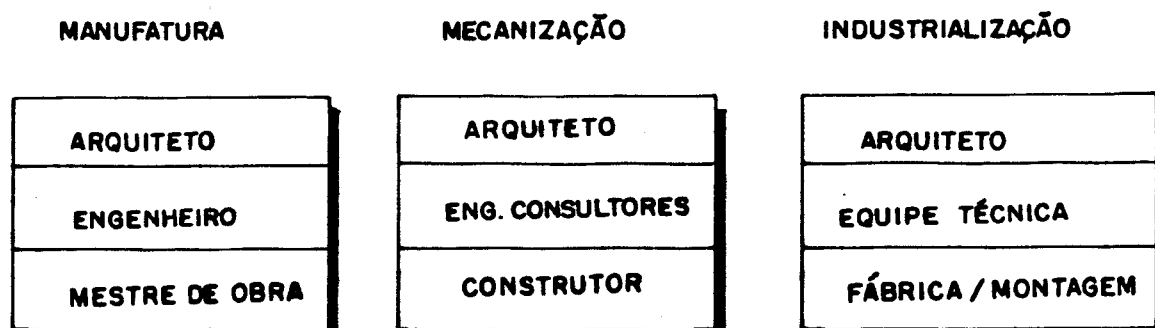 MANUFATURA
MECANIZAÇÃO
INDUSTRIALIZAÇÃO
ARQUITETO
ENGENHEIRO
MESTRE DE OBRA
ARQUITETO
ENG. CONSULTORES
CONSTRUTOR
ARQUITETO
EQUIPE TÉCNICA
FÁBRICA / MONTAGEM